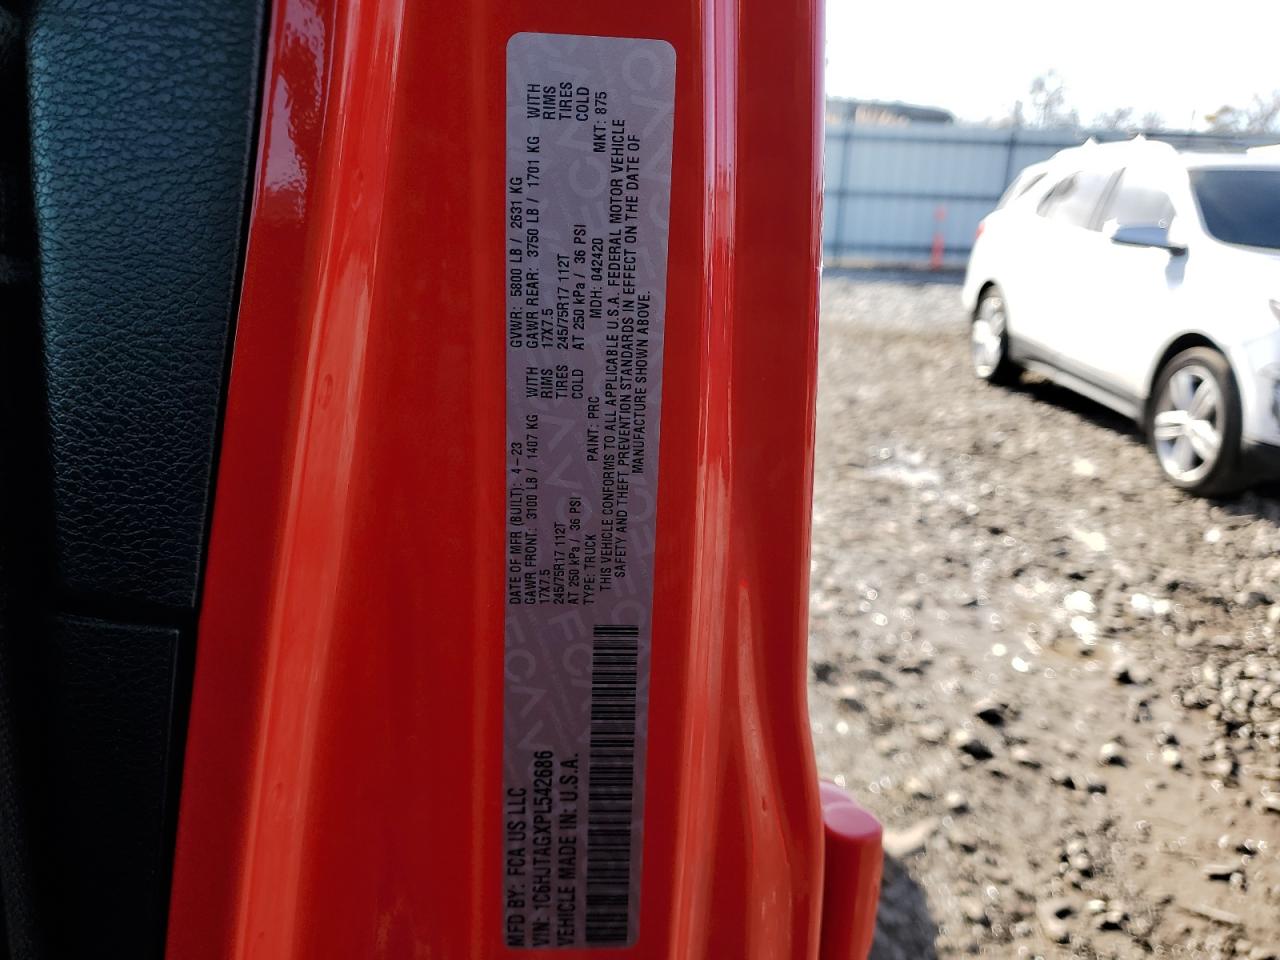 MFD BY: FCA US LLC
VIN: 1C6HJTAGXPL542686
VEHICLE MADE IN: U.S.A.
DATE OF MFR (BUILT): 4-23 GVWR: 5800 LB / 2631 KG
GAWR FRONT: 3100 LB / 1407 KG WITH GAWR REAR: 3750 LB / 1701 KG WITH
17X7.5 RIMS 17X7.5 RIMS
245/75R17 112T TIRES 245/75R17 112T TIRES
AT 250 kPa / 36 PSI COLD AT 250 kPa / 36 PSI COLD
TYPE: TRUCK PAINT: PRC MDH: 042420 MKT: 875
THIS VEHICLE CONFORMS TO ALL APPLICABLE U.S.A. FEDERAL MOTOR VEHICLE
SAFETY AND THEFT PREVENTION STANDARDS IN EFFECT ON THE DATE OF
MANUFACTURE SHOWN ABOVE.